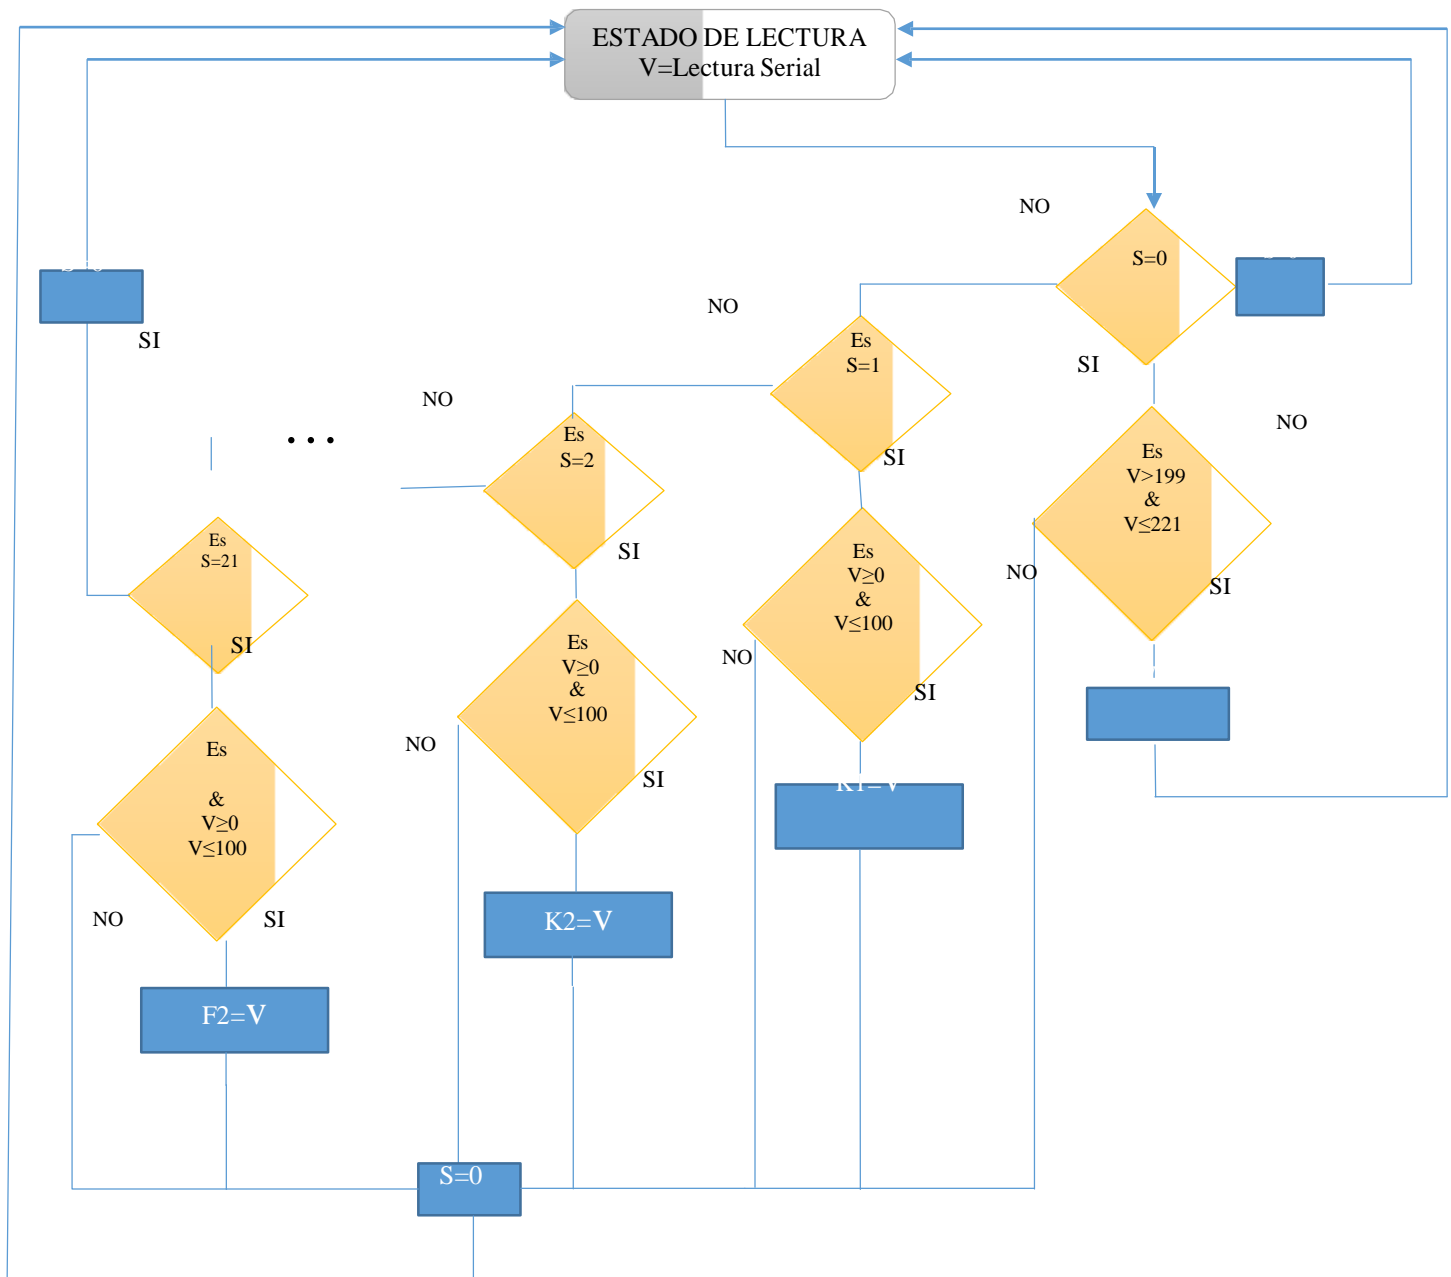 ESTADO DE LECTURA
V=Lectura Serial
NO
S=0
SI
NO
Es
S=1
SI
NO
Es
V>199
&
V≤221
SI
NO
NO
Es
S=2
SI
Es
V≥0
&
V≤100
NO
SI
K1=V
. . .
SI
Es
S=21
SI
Es
V≥0
&
V≤100
NO
SI
K2=V
Es
&
V≥0
V≤100
NO
SI
F2=V
S=0